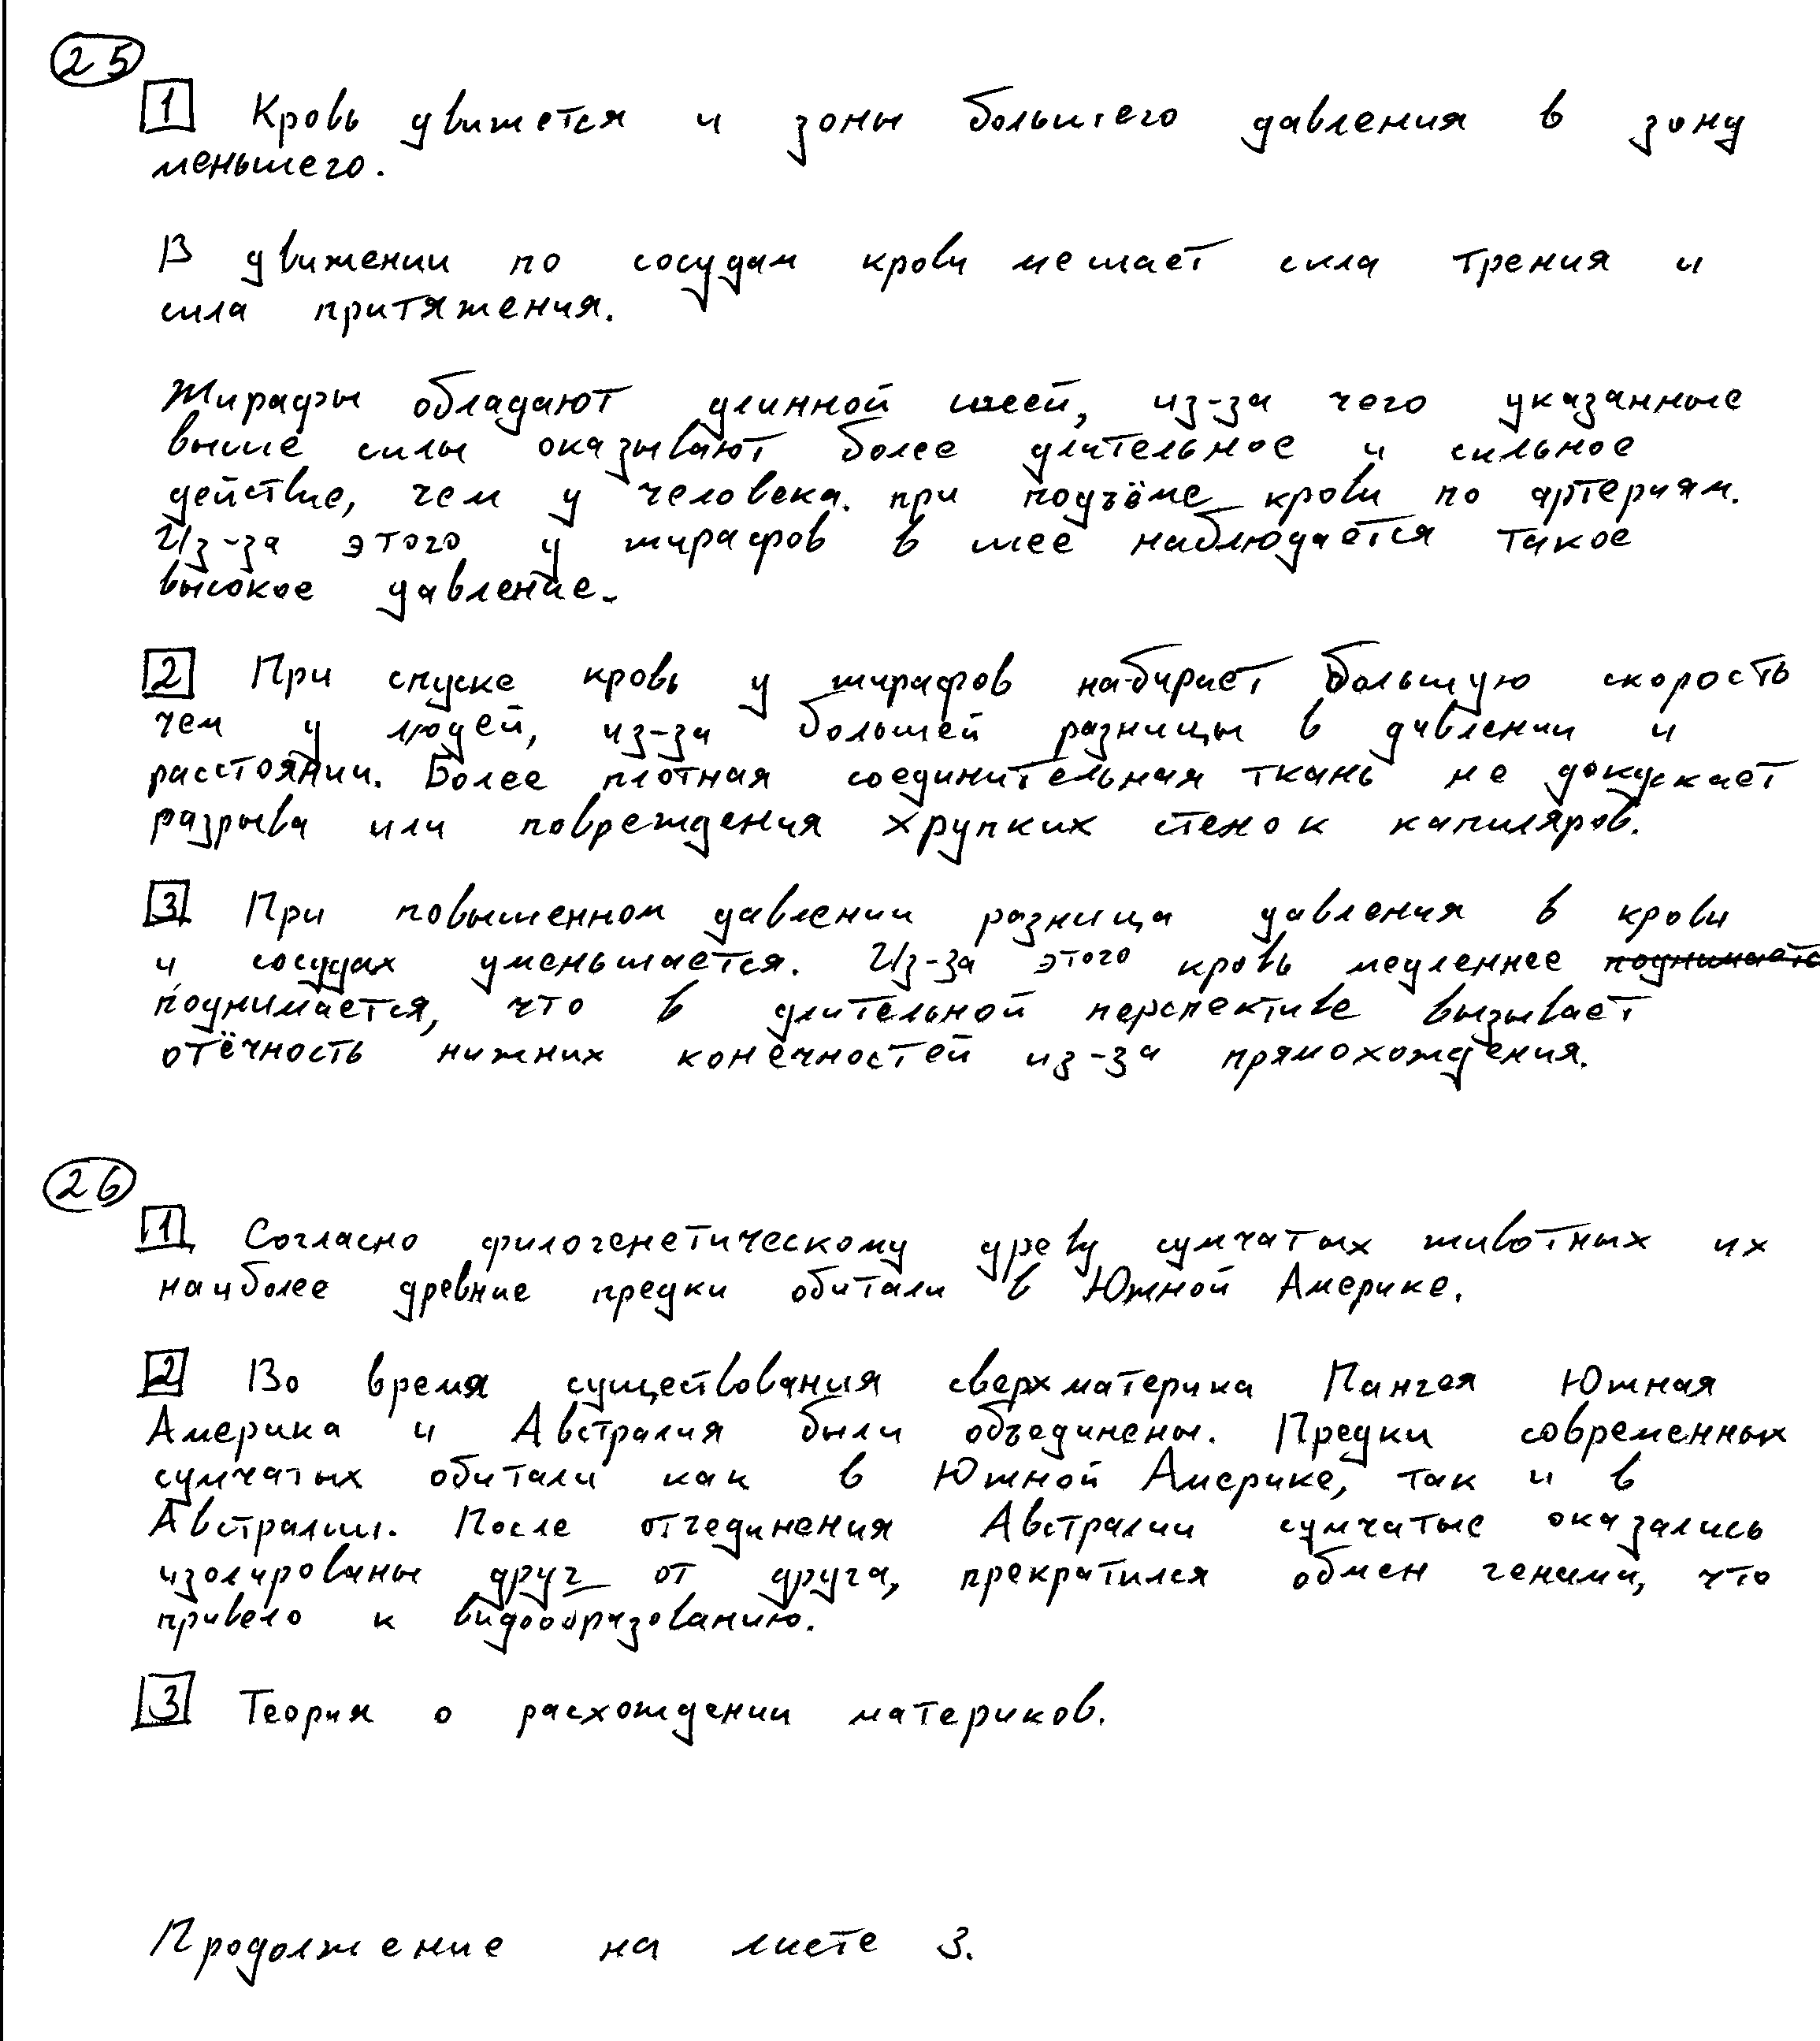 25
1 Кровь движется и зоны большего давления в зону
меньшего.
В движении по сосудам крови мешает сила трения и
сила притяжения.
Жирафы обладают длинной шеей, из-за чего указанные
выше силы оказывают более длительное и сильное
действие, чем у человека. при подъёме крови по артериям.
Из-за этого у жирафов в шее наблюдается такое
высокое давление.
2 При спуске кровь у жирафов набирает большую скорость
чем у людей, из-за большей разницы в давлении и
расстоянии. Более плотная соединительная ткань не допускает
разрыва или повреждения хрупких стенок капиляров.
3 При повышенном давлении разница давления в крови
и сосудах уменьшается. Из-за этого кровь медленнее поднимаетс
поднимается, что в длительной перспективе вызывает
отёчность нижних конечностей из-за прямохождения.
26
1 Согласно филогенетическому древу сумчатых животных их
наиболее древние предки обитали в Южной Америке.
2 Во время существования сверхматерика Пангея Южная
Америка и Австралия были объединены. Предки современных
сумчатых обитали как в Южной Америке, так и в
Австралии. После отчединения Австралии сумчатые оказались
изолированы друг от друга, прекратился обмен генами, что
привело к видообразованию.
3 Теория о расхождении материков.
Продолжение на листе 3.